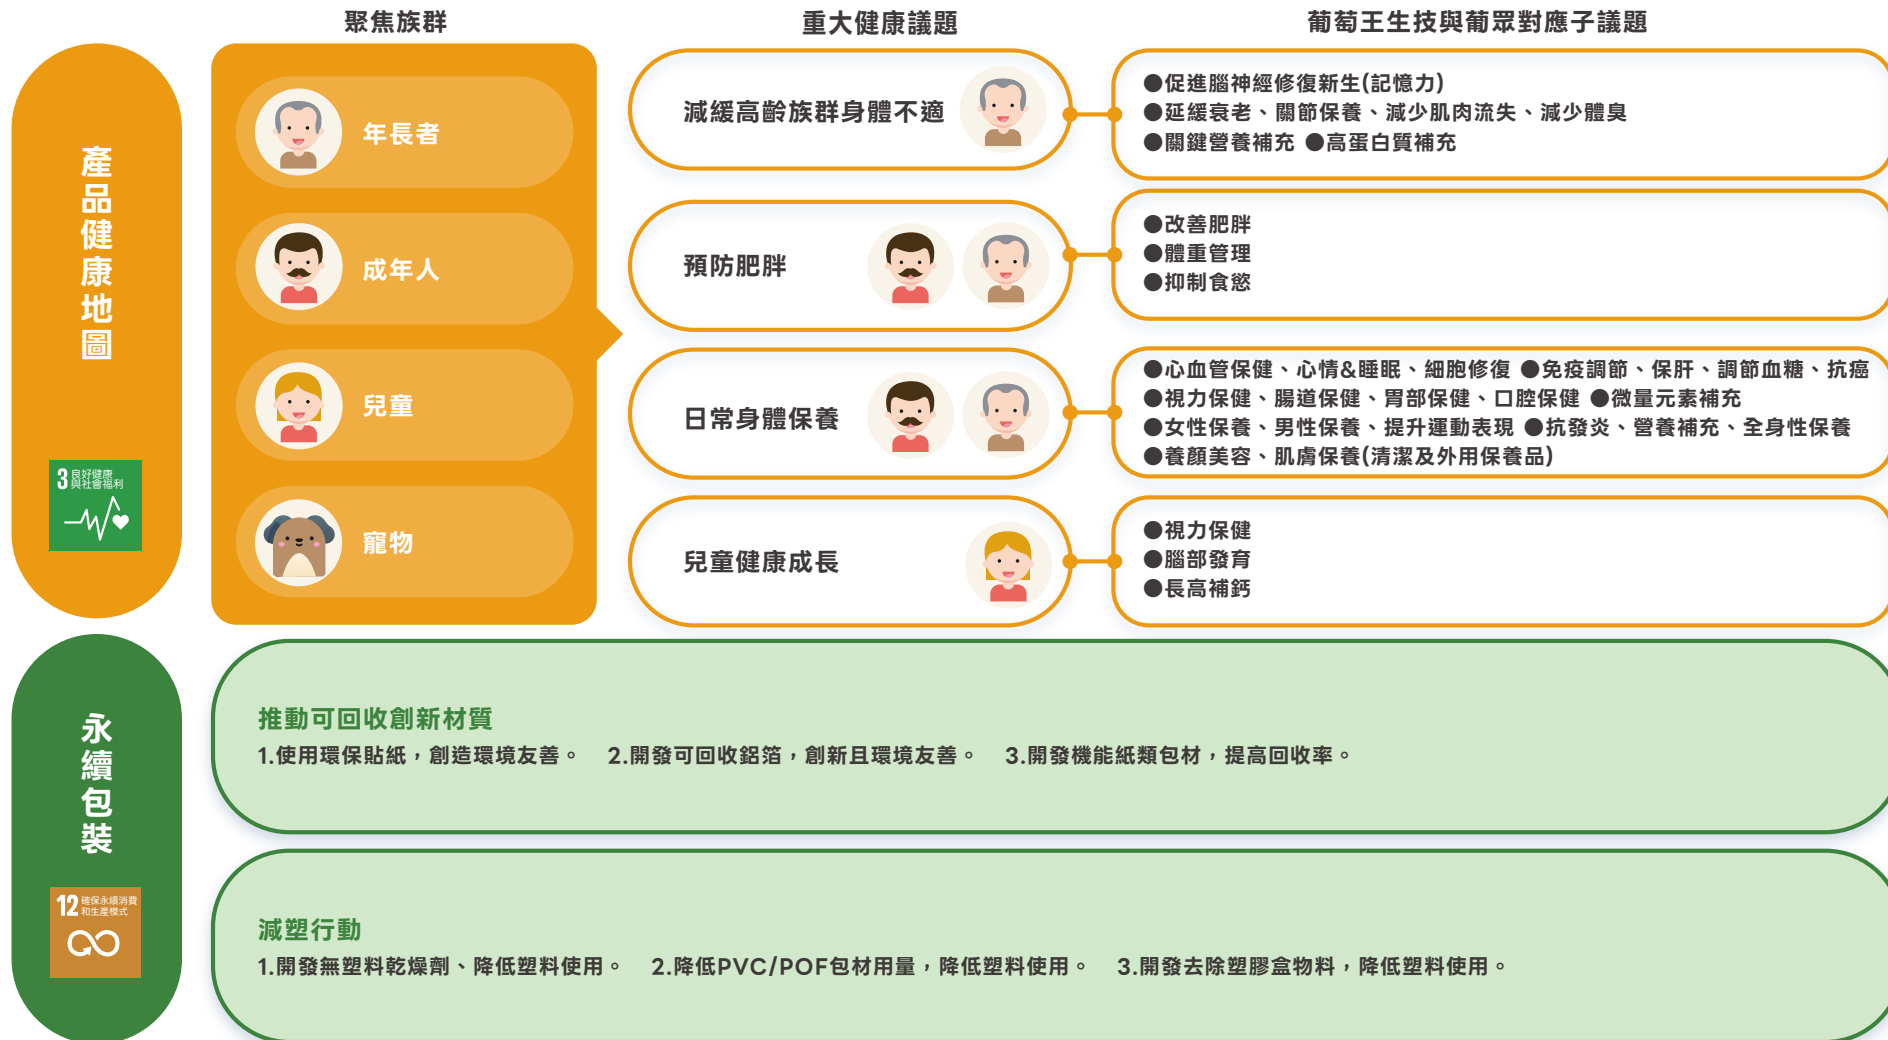 聚焦族群
重大健康議題
葡萄王生技與葡眾對應子議題
產品健康地圖
3 良好健康
與社會福利
年長者
成年人
兒童
寵物
減緩高齡族群身體不適
●促進腦神經修復新生(記憶力)
●延緩衰老、關節保養、減少肌肉流失、減少體臭
●關鍵營養補充 ●高蛋白質補充
預防肥胖
●改善肥胖
●體重管理
●抑制食慾
日常身體保養
●心血管保健、心情&睡眠、細胞修復 ●免疫調節、保肝、調節血糖、抗癌
●視力保健、腸道保健、胃部保健、口腔保健 ●微量元素補充
●女性保養、男性保養、提升運動表現 ●抗發炎、營養補充、全身性保養
●養顏美容、肌膚保養(清潔及外用保養品)
兒童健康成長
●視力保健
●腦部發育
●長高補鈣
永續包裝
12 確保永續消費
和生產模式
推動可回收創新材質
1.使用環保貼紙，創造環境友善。 2.開發可回收鋁箔，創新且環境友善。 3.開發機能紙類包材，提高回收率。
減塑行動
1.開發無塑料乾燥劑、降低塑料使用。 2.降低PVC/POF包材用量，降低塑料使用。 3.開發去除塑膠盒物料，降低塑料使用。